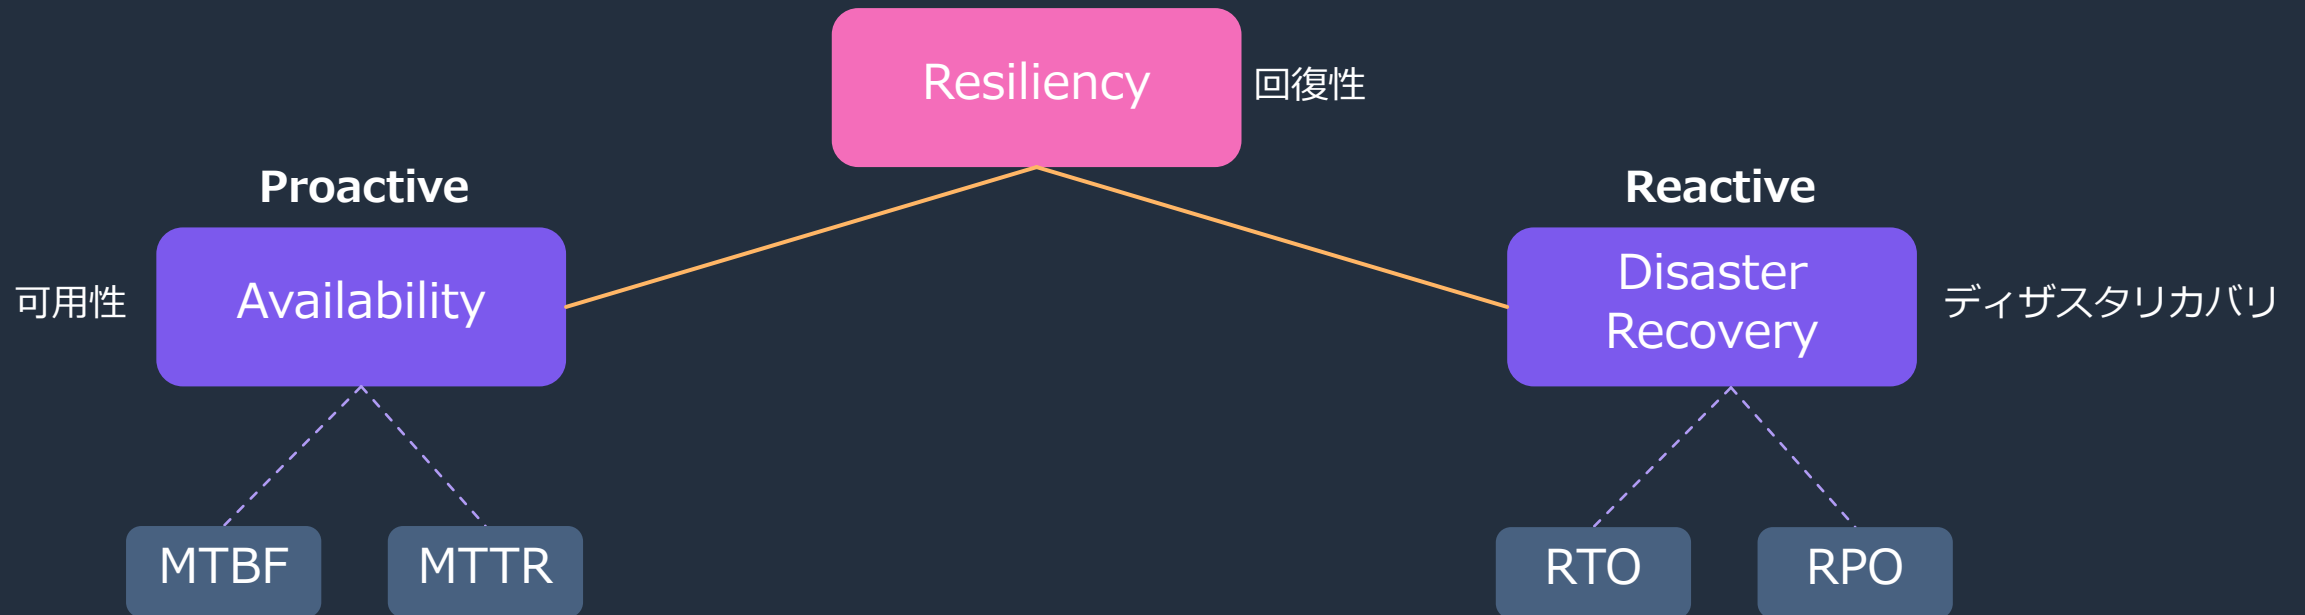 Resiliency
回復性
Proactive
Reactive
可用性
Availability
Disaster
Recovery
ディザスタリカバリ
MTBF
MTTR
RTO
RPO